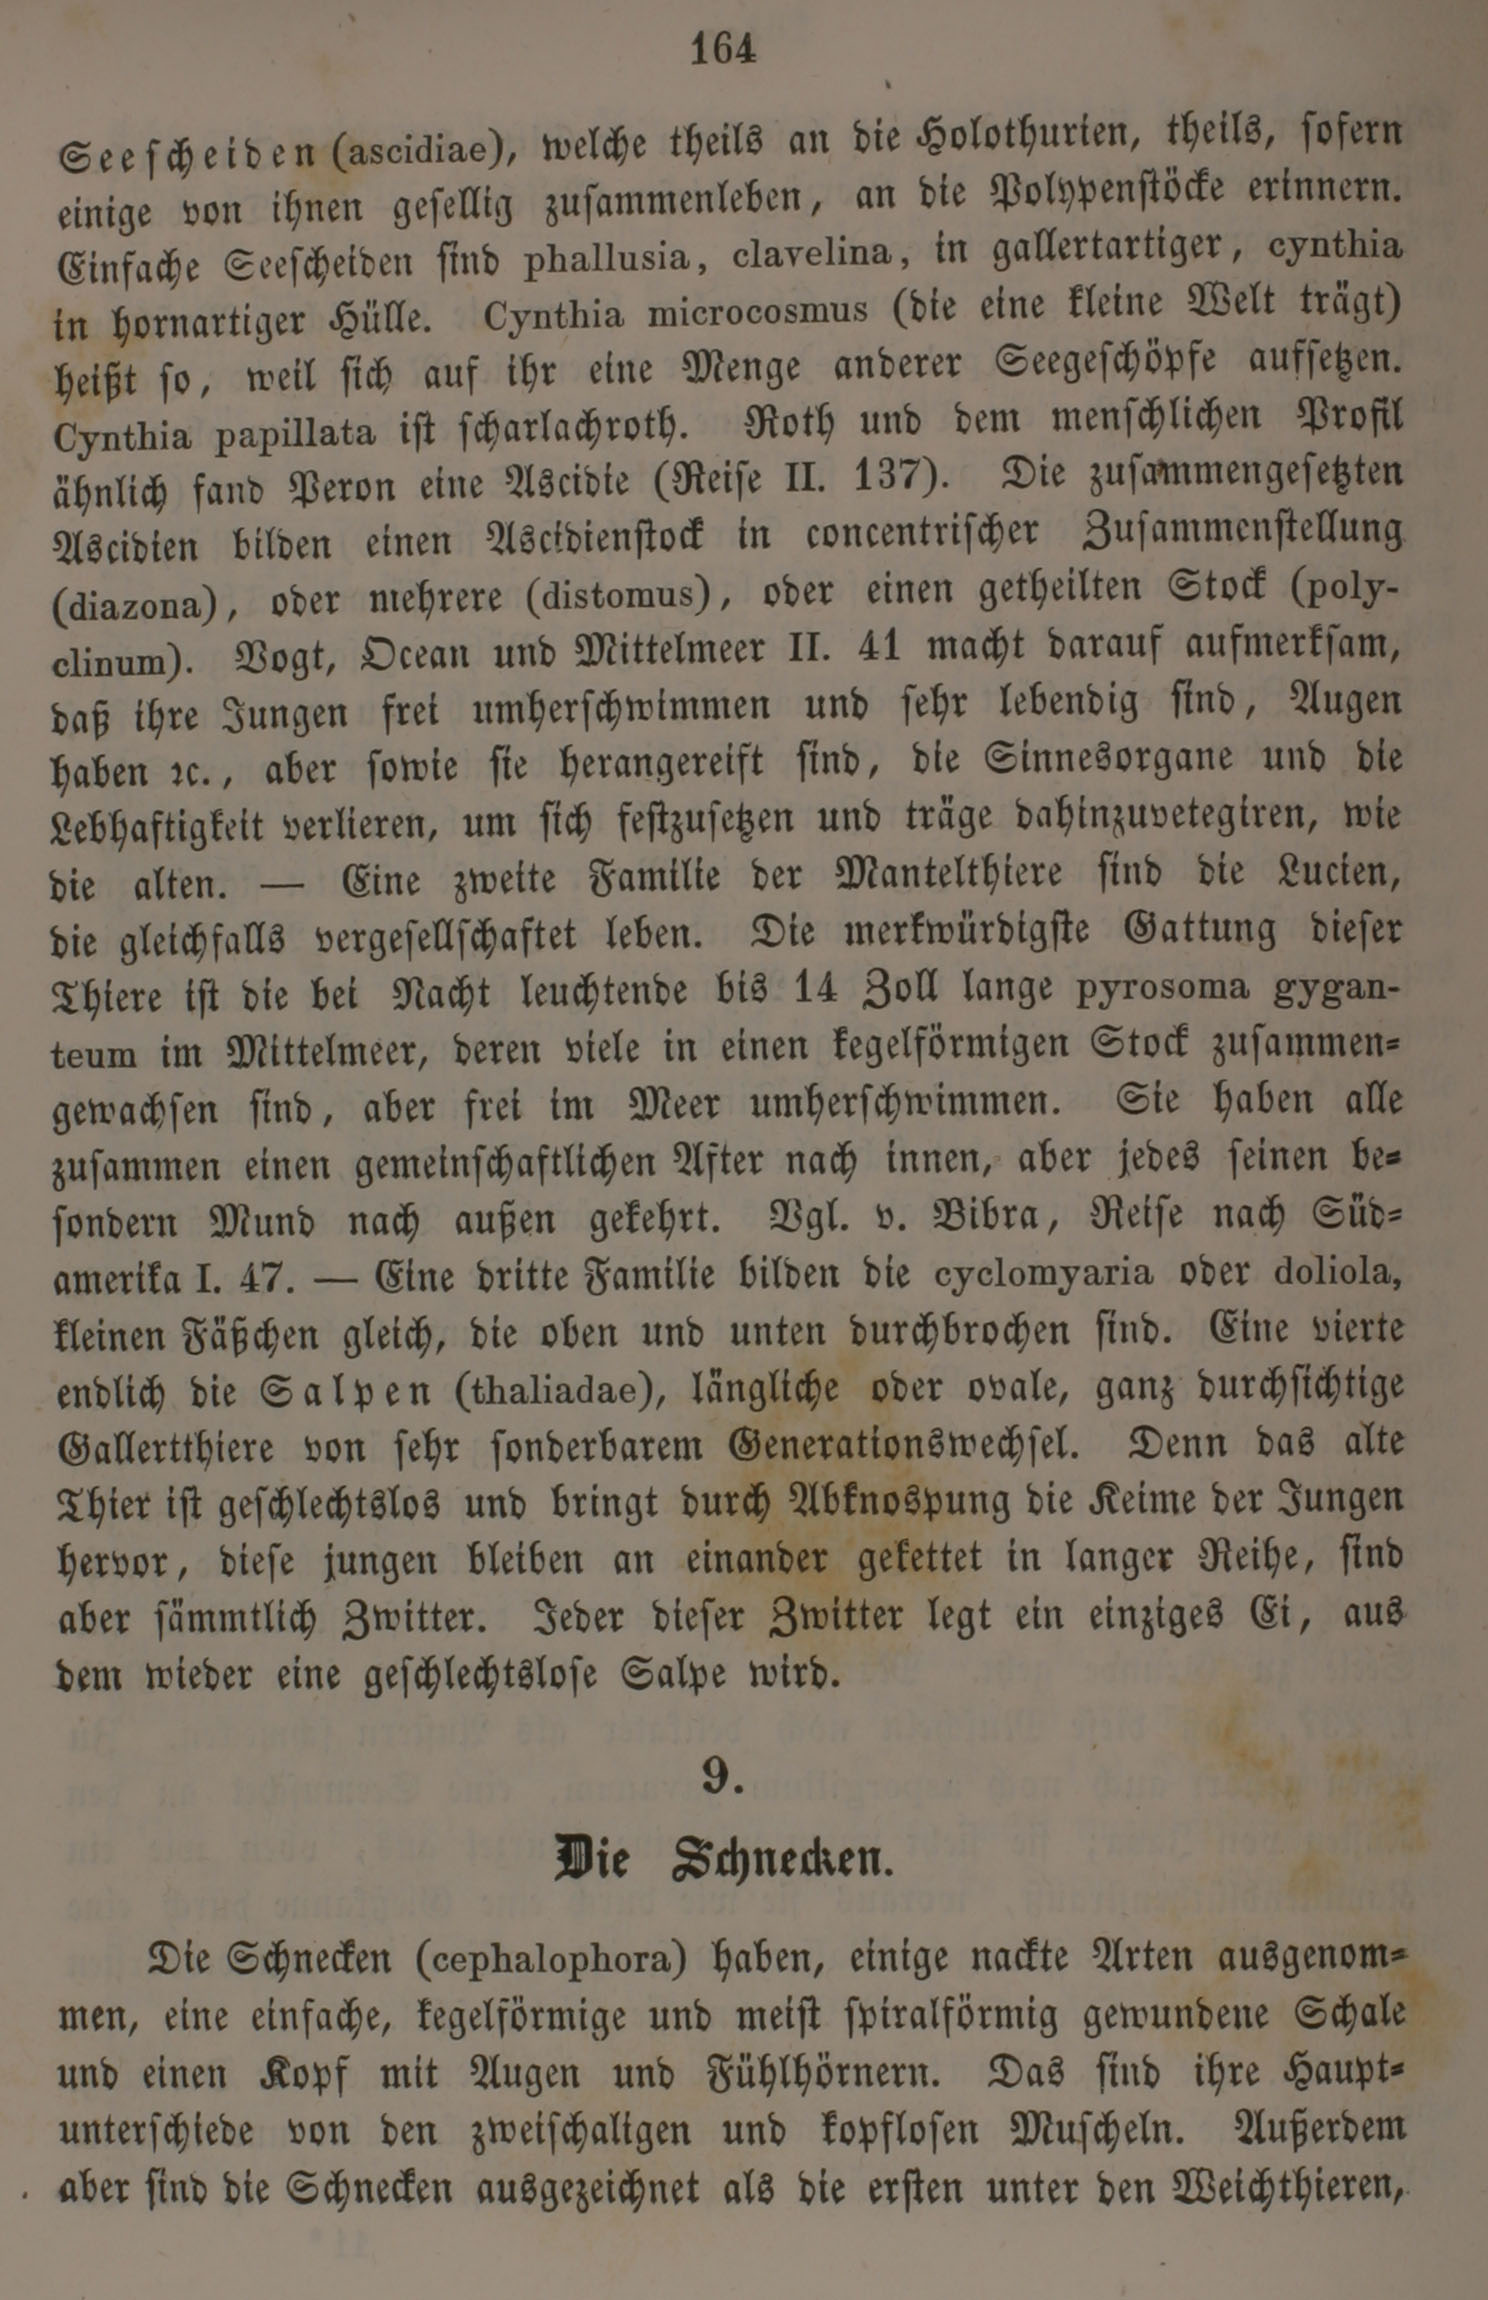 164
Seescheiden (ascidiae), welche theils an die Holothurien, theils, sofern
einige von ihnen gesellig zusammenleben, an die Polypenstöcke erinnern.
Einfache Seescheiden sind phallusia, clavelina, in gallertartiger, cynthia
in hornartiger Hülle. Cynthia microcosmus (die eine kleine Welt trägt)
heißt so, weil sich auf ihr eine Menge anderer Seegeschöpfe aufsetzen.
Cynthia papillata ist scharlachroth. Roth und dem menschlichen Profil
ähnlich fand Peron eine Ascidie (Reise II. 137). Die zusammengesetzten
Ascidien bilden einen Ascidienstock in concentrischer Zusammenstellung
(diazona), oder mehrere (distomus), oder einen getheilten Stock (poly-
clinum). Vogt, Ocean und Mittelmeer II. 41 macht darauf aufmerksam,
daß ihre Jungen frei umherschwimmen und sehr lebendig sind, Augen
haben ꝛc., aber sowie sie herangereift sind, die Sinnesorgane und die
Lebhaftigkeit verlieren, um sich festzusetzen und träge dahinzuvetegiren, wie
die alten. — Eine zweite Familie der Mantelthiere sind die Lucien,
die gleichfalls vergesellschaftet leben. Die merkwürdigste Gattung dieser
Thiere ist die bei Nacht leuchtende bis 14 Zoll lange pyrosoma gygan-
teum im Mittelmeer, deren viele in einen kegelförmigen Stock zusammen-
gewachsen sind, aber frei im Meer umherschwimmen. Sie haben alle
zusammen einen gemeinschaftlichen After nach innen, aber jedes seinen be-
sondern Mund nach außen gekehrt. Vgl. v. Bibra, Reise nach Süd-
amerika I. 47. — Eine dritte Familie bilden die cyclomyaria oder doliola,
kleinen Fäßchen gleich, die oben und unten durchbrochen sind. Eine vierte
endlich die Salpen (thaliadae), längliche oder ovale, ganz durchsichtige
Gallertthiere von sehr sonderbarem Generationswechsel. Denn das alte
Thier ist geschlechtslos und bringt durch Abknospung die Keime der Jungen
hervor, diese jungen bleiben an einander gekettet in langer Reihe, sind
aber sämmtlich Zwitter. Jeder dieser Zwitter legt ein einziges Ei, aus
dem wieder eine geschlechtslose Salpe wird.
9.
Die Schnecken.
Die Schnecken (cephalophora) haben, einige nackte Arten ausgenom-
men, eine einfache, kegelförmige und meist spiralförmig gewundene Schale
und einen Kopf mit Augen und Fühlhörnern. Das sind ihre Haupt-
unterschiede von den zweischaligen und kopflosen Muscheln. Außerdem
aber sind die Schnecken ausgezeichnet als die ersten unter den Weichthieren,